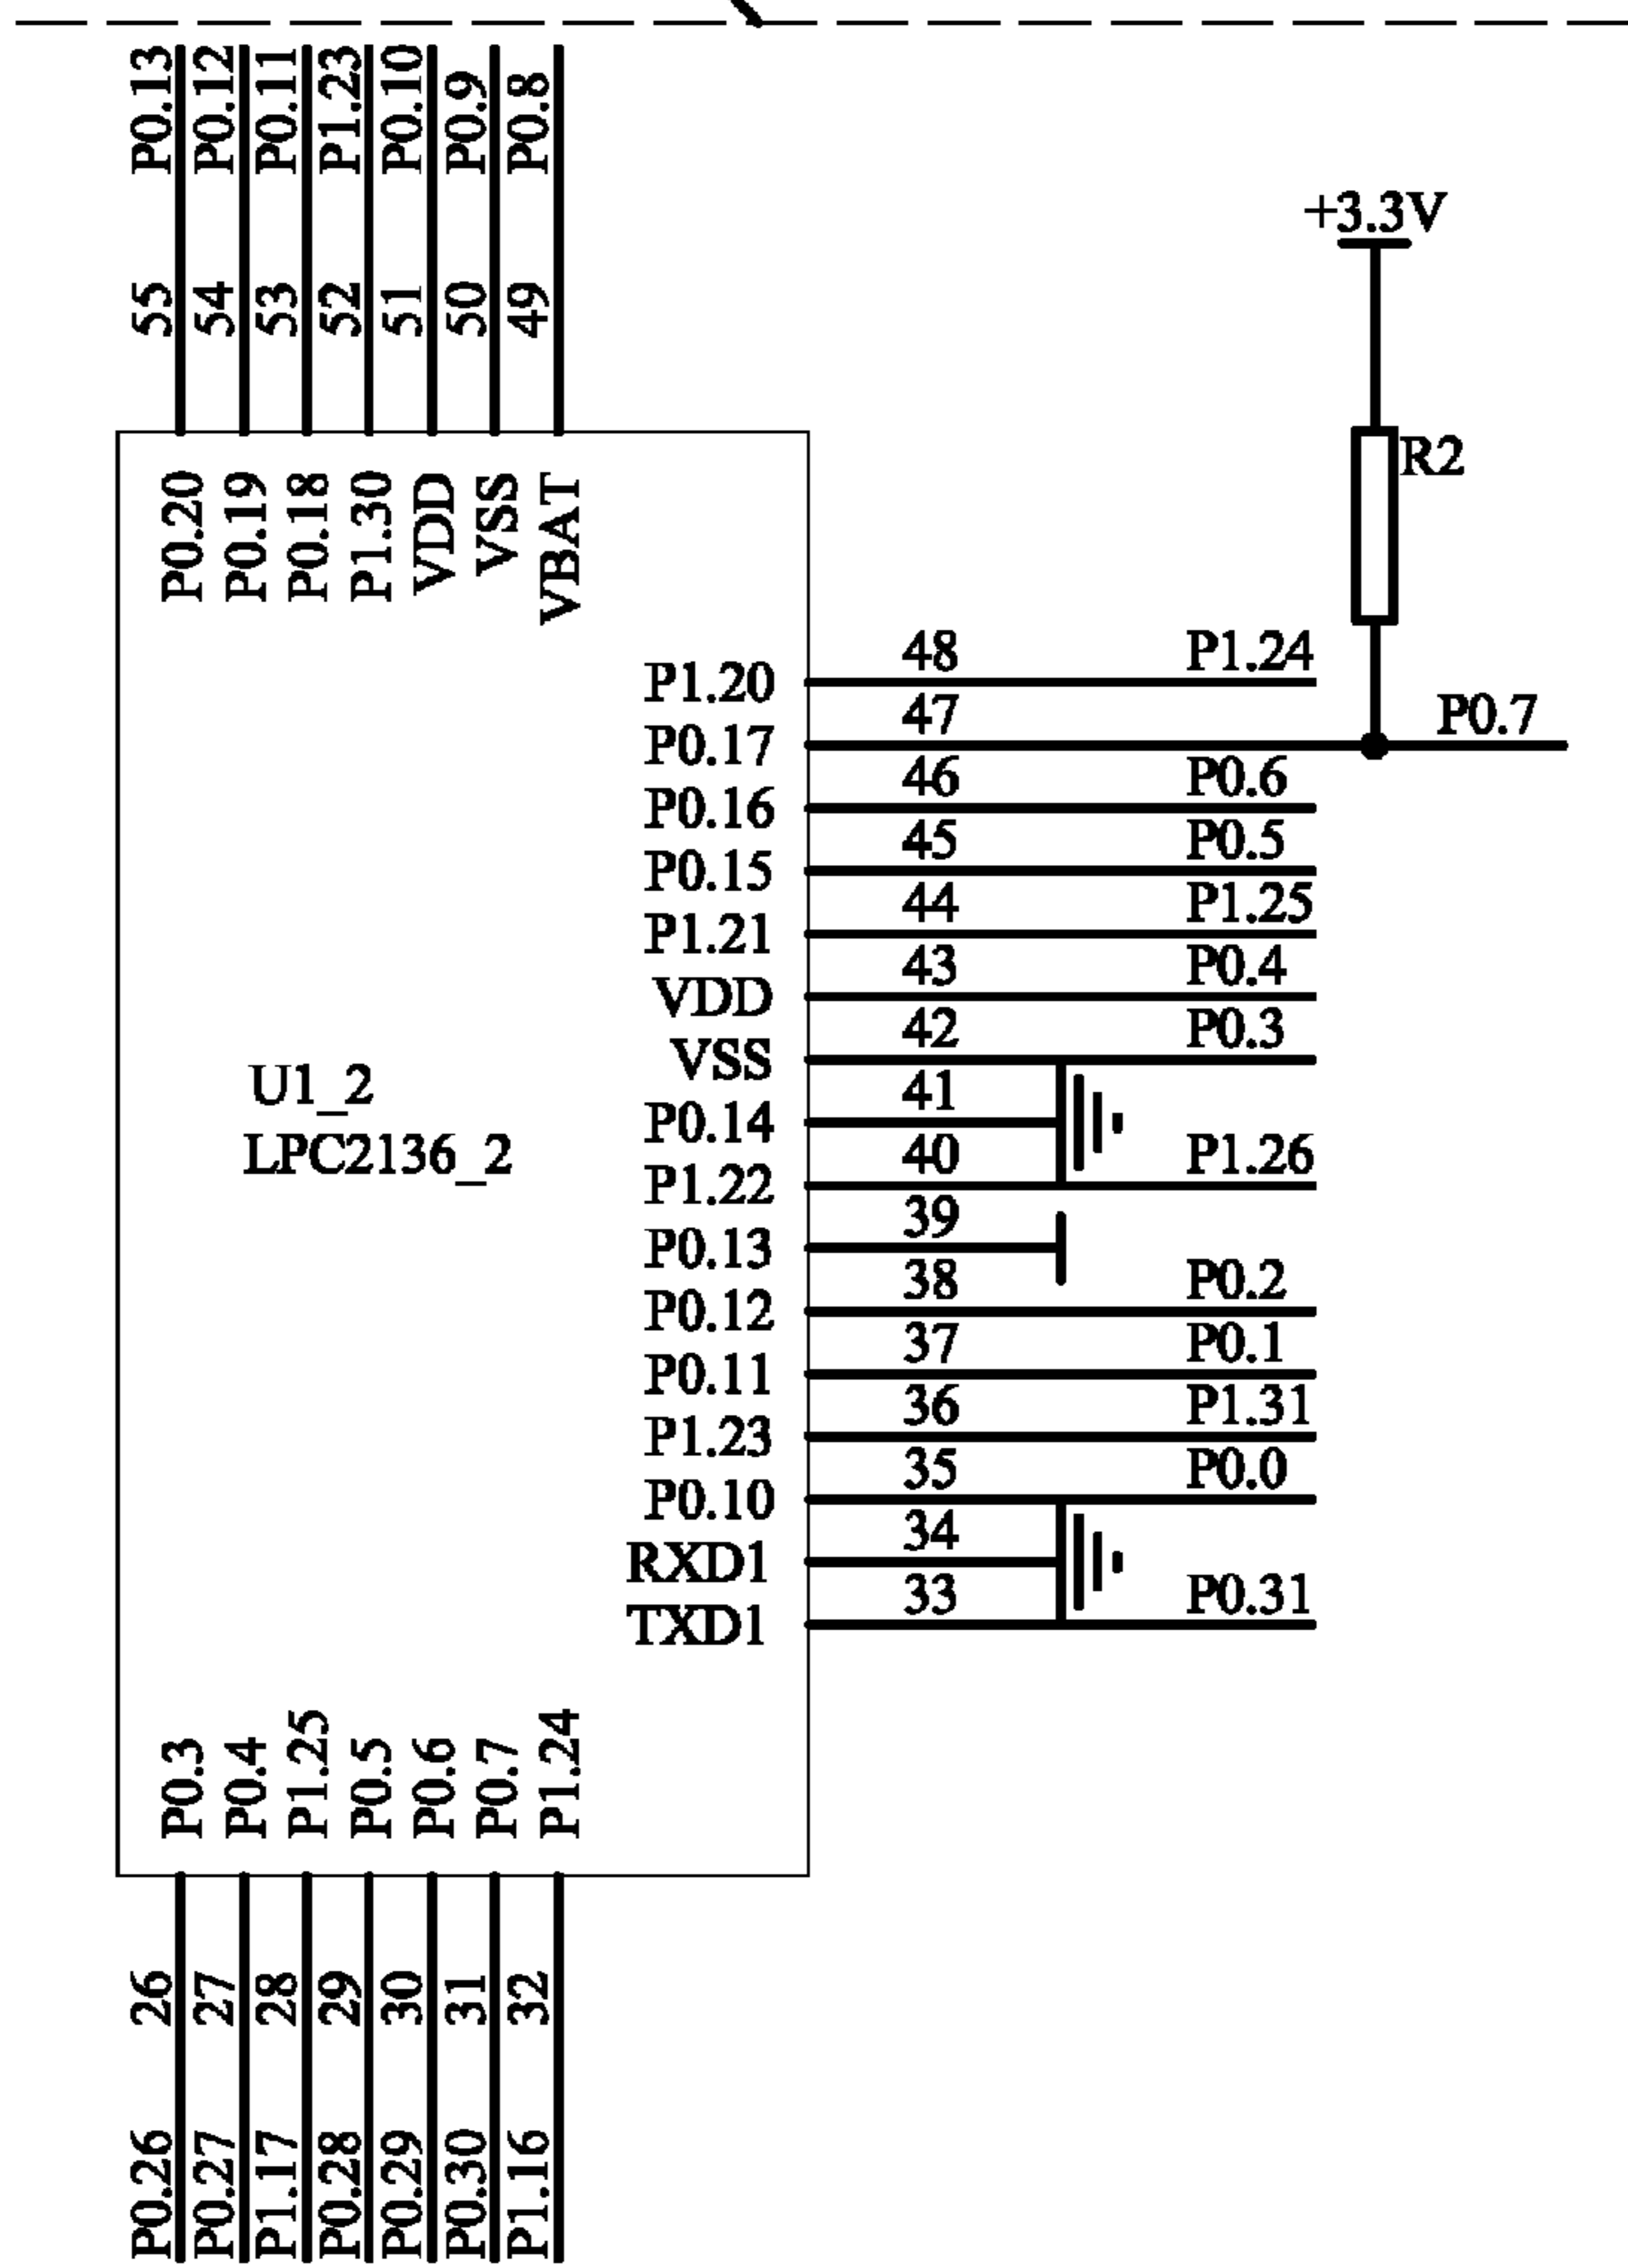 P0.13 P0.12 P0.11 P1.23 P0.10 P0.9 P0.8
55 54 53 52 51 50 49
+3.3V
R2
P0.20 P0.19 P0.18 P1.30 VDD VSS VBAT
P1.20 48 P1.24
P0.17 47 P0.7
P0.16 46 P0.6
P0.15 45 P0.5
P1.21 44 P1.25
VDD 43 P0.4
VSS 42 P0.3
U1_2
LPC2136_2
P0.14 41
P1.22 40 P1.26
P0.13 39
P0.12 38 P0.2
P0.11 37 P0.1
P1.23 36 P1.31
P0.10 35 P0.0
RXD1 34
TXD1 33 P0.31
P0.3 P0.4 P1.25 P0.5 P0.6 P0.7 P1.24
26 27 28 29 30 31 32
P0.26 P0.27 P1.17 P0.28 P0.29 P0.30 P1.16